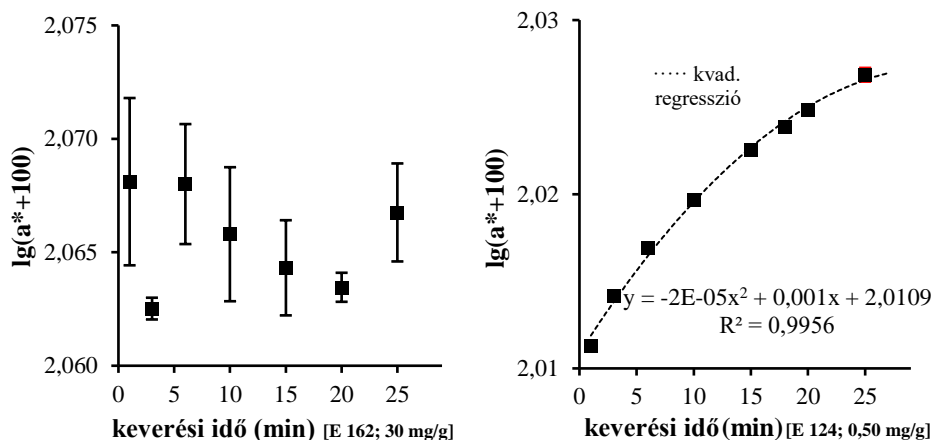 2,075
2,070
2,065
2,060
lg(a*+100)
0 5 10 15 20 25
keverési idő (min) [E 162; 30 mg/g]
2,03
2,02
2,01
lg(a*+100)
kvad.
regresszió
y = -2E-05x² + 0,001x + 2,0109
R² = 0,9956
0 5 10 15 20 25
keverési idő(min)[E 124; 0,50 mg/g]